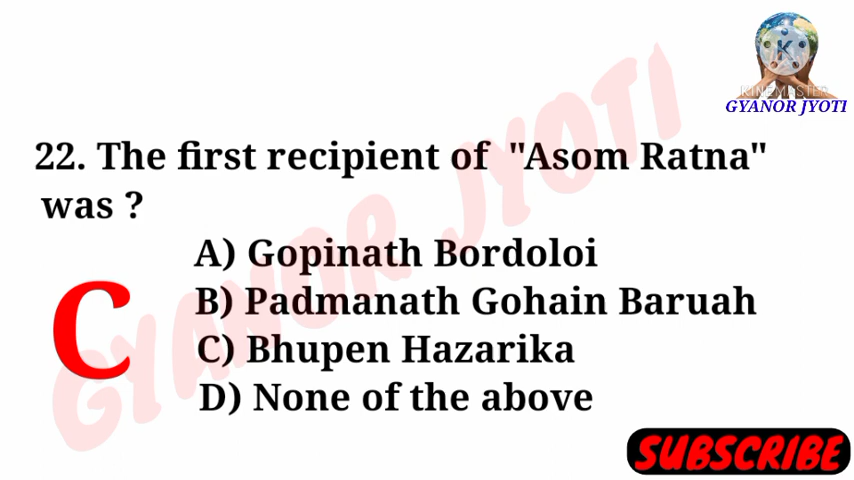 KINEMASTER
GYANOR JYOTI
22. The first recipient of "Asom Ratna"
was ?
A) Gopinath Bordoloi
B) Padmanath Gohain Baruah
C) Bhupen Hazarika
D) None of the above
C
GYANOR JYOTI
SUBSCRIBE